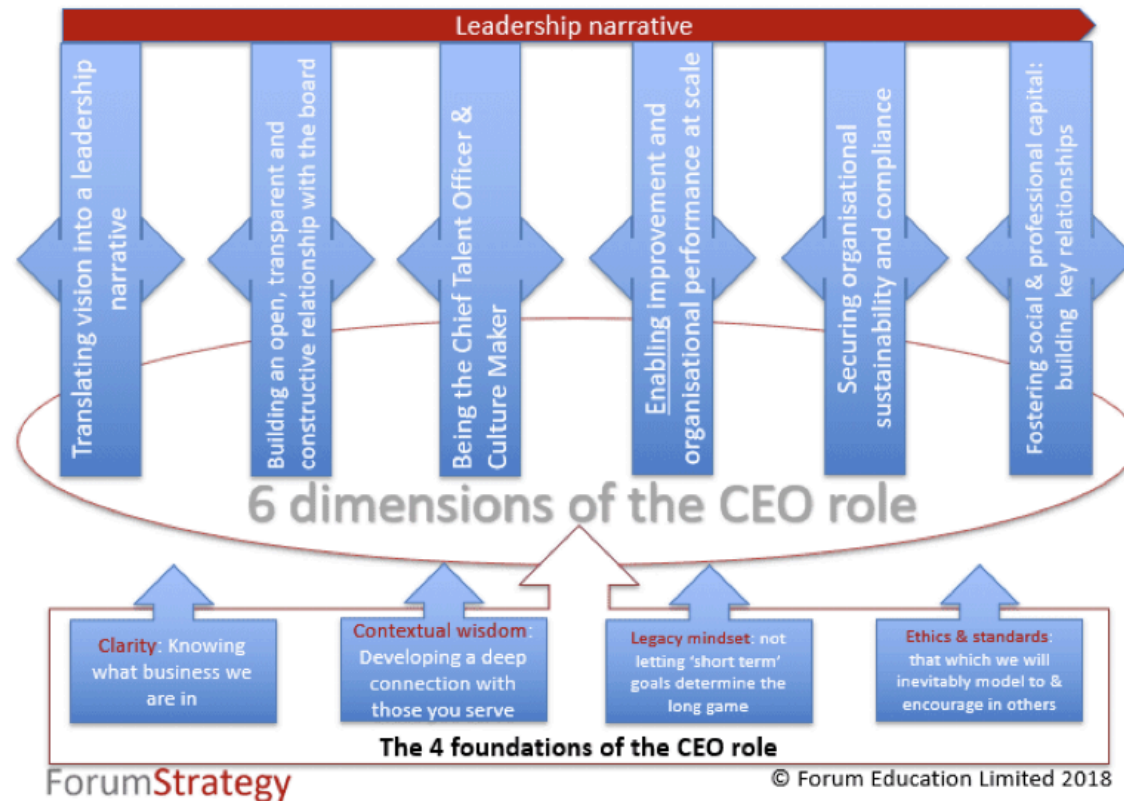 Leadership narrative
Translating vision into a leadership
narrative
Building an open, transparent and
constructive relationship with the board
Being the Chief Talent Officer &
Culture Maker
Enabling improvement and
organisational performance at scale
Securing organisational
sustainability and compliance
Fostering social & professional capital:
building key relationships
6 dimensions of the CEO role
Clarity: Knowing
what business we
are in
Contextual wisdom:
Developing a deep
connection with
those you serve
Legacy mindset: not
letting ‘short term’
goals determine the
long game
Ethics & standards:
that which we will
inevitably model to &
encourage in others
The 4 foundations of the CEO role
ForumStrategy
© Forum Education Limited 2018